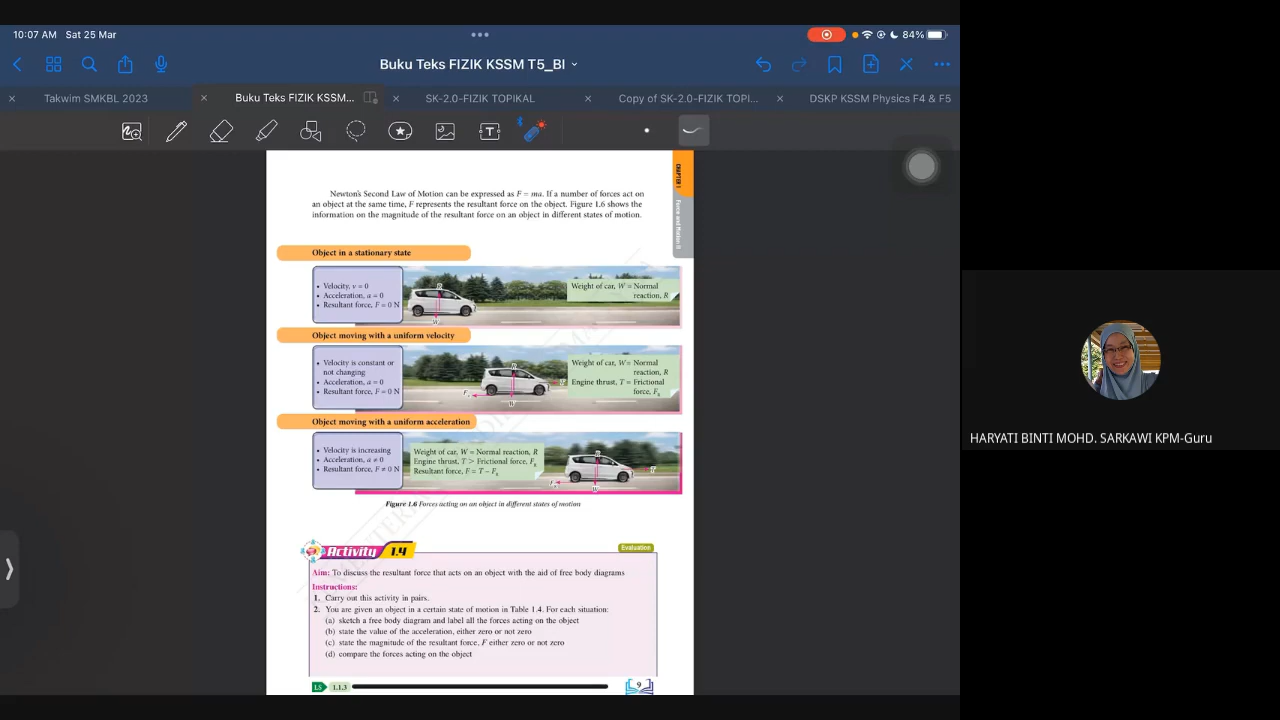 10:07 AM Sat 25 Mar
84%
Buku Teks FIZIK KSSM T5_BI
Takwim SMKBL 2023
Buku Teks FIZIK KSSM...
SK-2.0-FIZIK TOPIKAL
Copy of SK-2.0-FIZIK TOPI...
DSKP KSSM Physics F4 & F5
CHAPTER 1
Force and Motion II
Newton's Second Law of Motion can be expressed as F = ma. If a number of forces act on
an object at the same time, F represents the resultant force on the object. Figure 1.6 shows the
information on the magnitude of the resultant force on an object in different states of motion.
Object in a stationary state
• Velocity, v = 0
• Acceleration, a = 0
• Resultant force, F = 0 N
R
W
Weight of car, W = Normal
reaction, R
Object moving with a uniform velocity
• Velocity is constant or
not changing
• Acceleration, a = 0
• Resultant force, F = 0 N
R
W
Weight of car, W = Normal
reaction, R
Engine thrust, T = Frictional
force, FR
Object moving with a uniform acceleration
• Velocity is increasing
• Acceleration, a ≠ 0
• Resultant force, F ≠ 0 N
Weight of car, W = Normal reaction, R
Engine thrust, T > Frictional force, FR
Resultant force, F = T – FR
R
T
W
Figure 1.6 Forces acting on an object in different states of motion
Activity 1.4
Evaluation
Aim: To discuss the resultant force that acts on an object with the aid of free body diagrams
Instructions:
1. Carry out this activity in pairs.
2. You are given an object in a certain state of motion in Table 1.4. For each situation:
(a) sketch a free body diagram and label all the forces acting on the object
(b) state the value of the acceleration, either zero or not zero
(c) state the magnitude of the resultant force, F either zero or not zero
(d) compare the forces acting on the object
LS 1.1.3
9
HARYATI BINTI MOHD. SARKAWI KPM-Guru